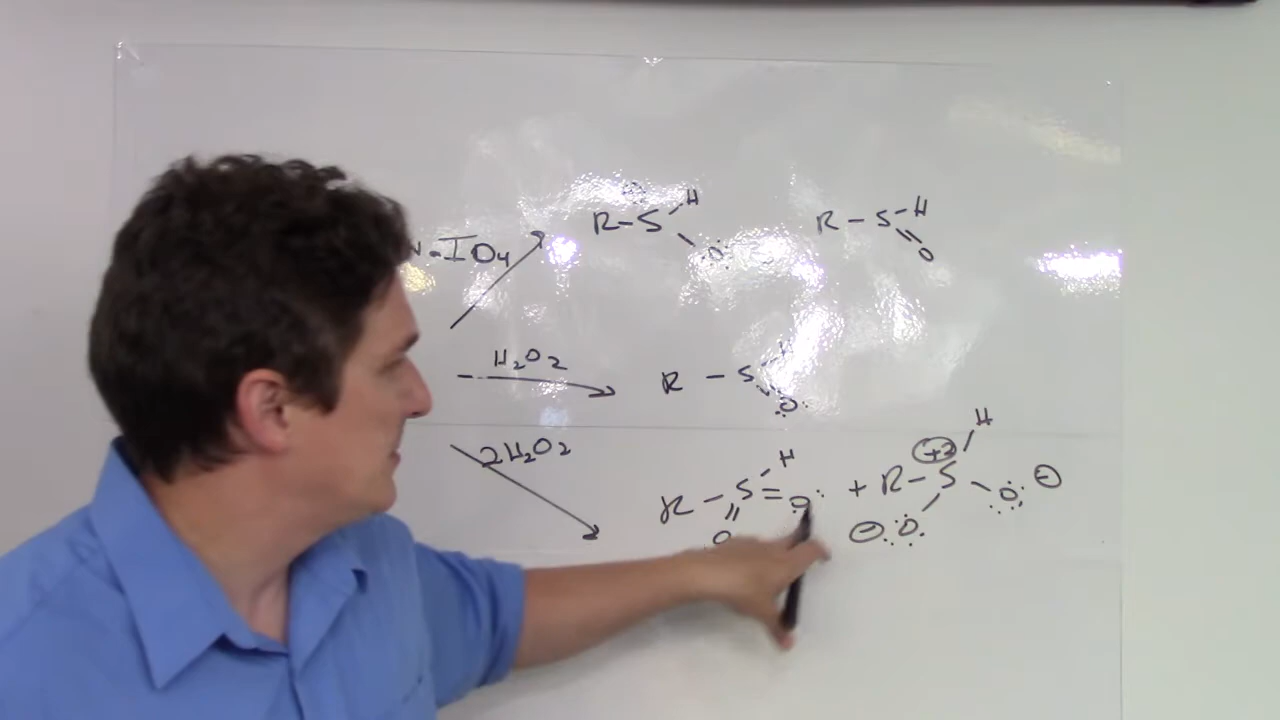 R-S-H
O
R-S-H
O
IO4
H2O2
R-S
O
2H2O2
R-S-H
=O
O
+ R-S-H
+2
O ⊖
⊖ O